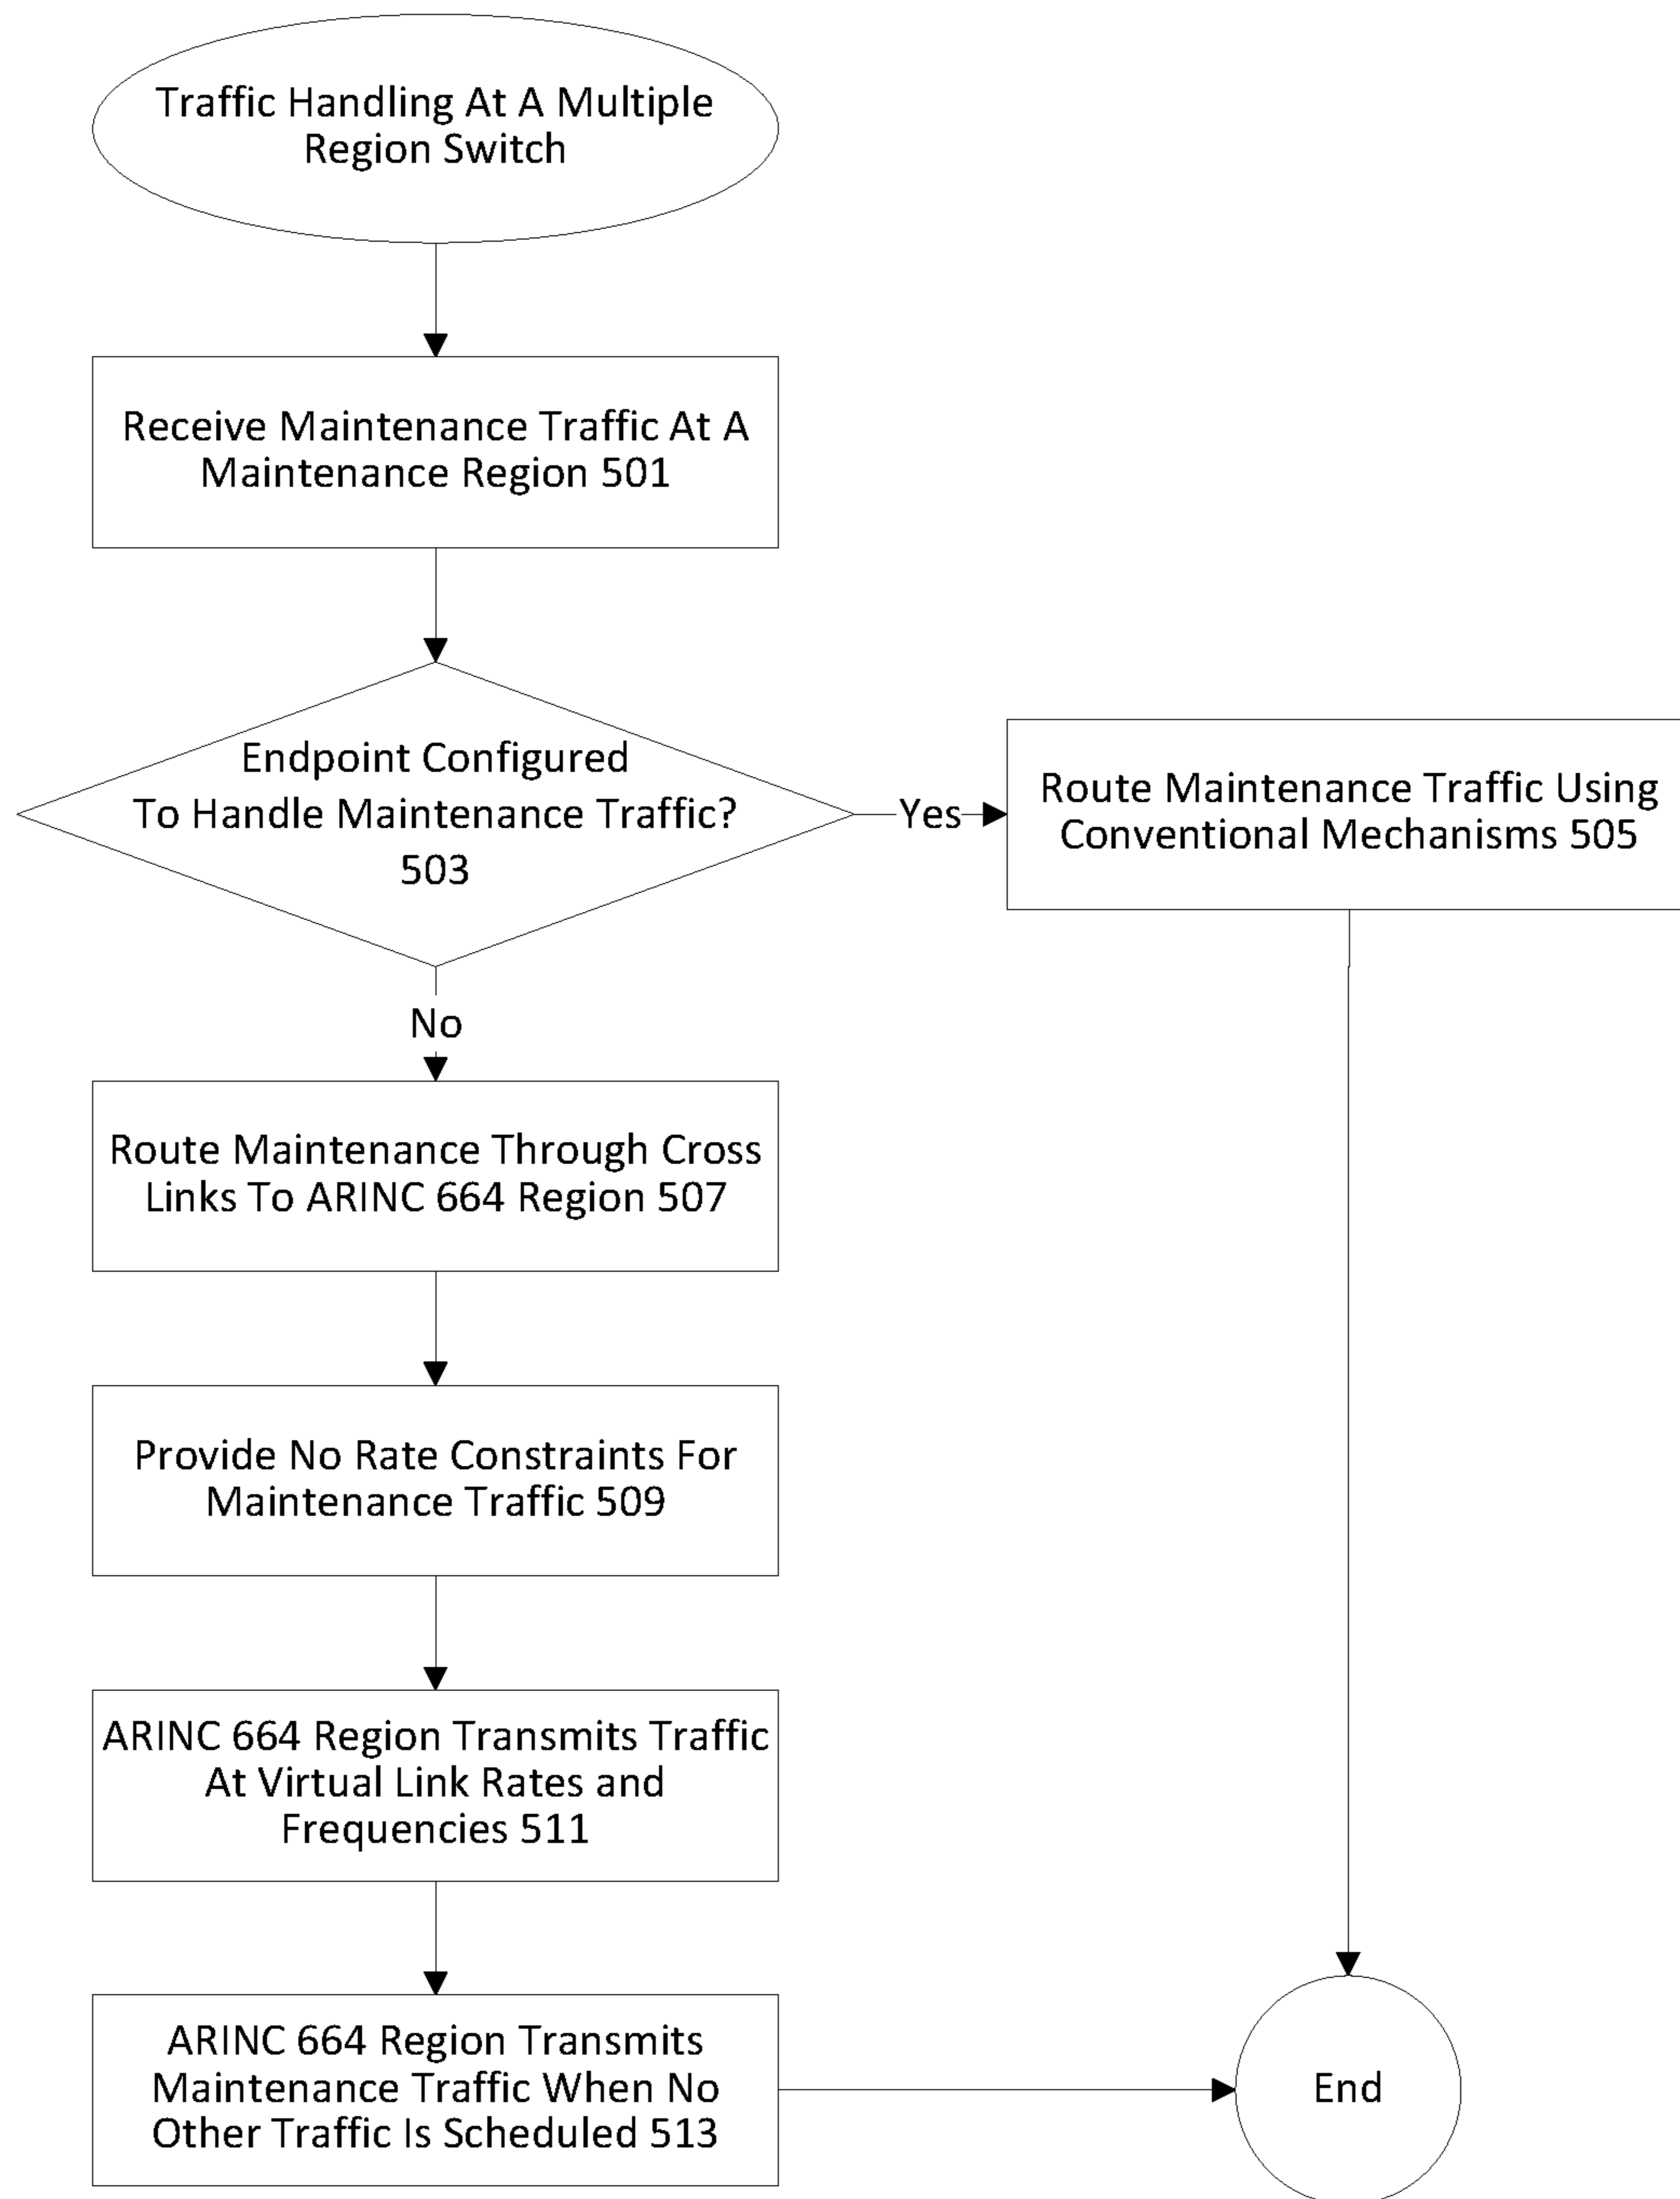 Traffic Handling At A Multiple
Region Switch
Receive Maintenance Traffic At A
Maintenance Region 501
Endpoint Configured
To Handle Maintenance Traffic?
503
Yes
Route Maintenance Traffic Using
Conventional Mechanisms 505
No
Route Maintenance Through Cross
Links To ARINC 664 Region 507
Provide No Rate Constraints For
Maintenance Traffic 509
ARINC 664 Region Transmits Traffic
At Virtual Link Rates and
Frequencies 511
ARINC 664 Region Transmits
Maintenance Traffic When No
Other Traffic Is Scheduled 513
End